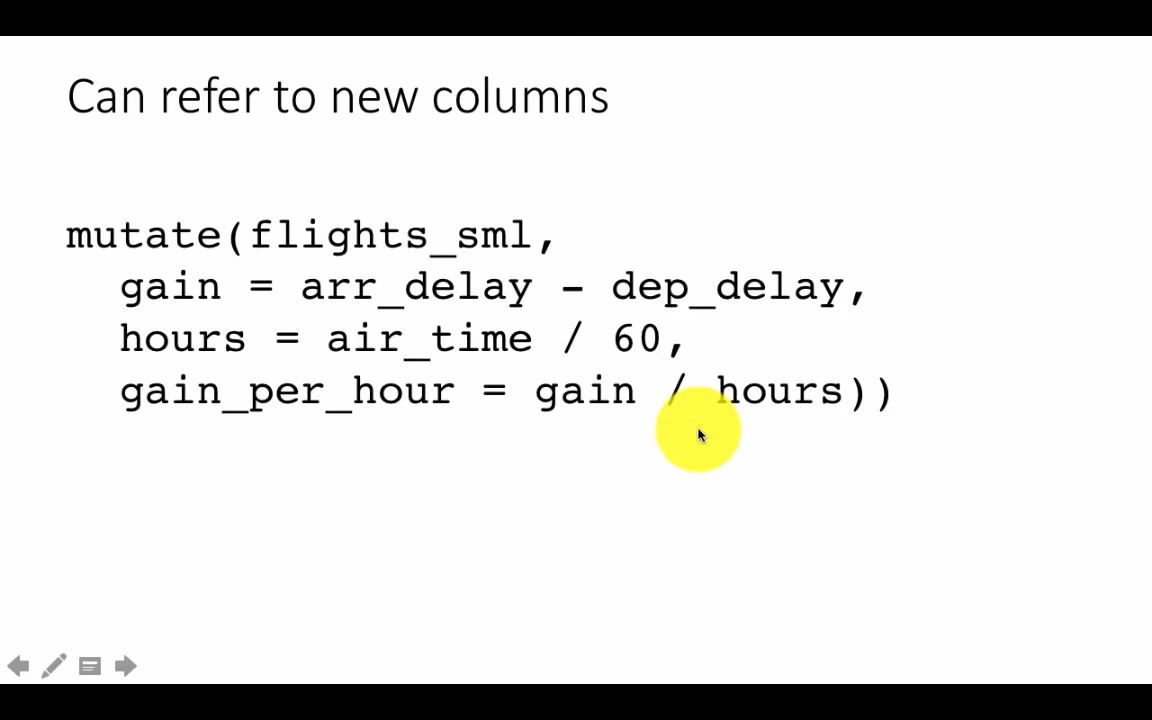 Can refer to new columns
mutate(flights_sml,
gain = arr_delay - dep_delay,
hours = air_time / 60,
gain_per_hour = gain / hours))